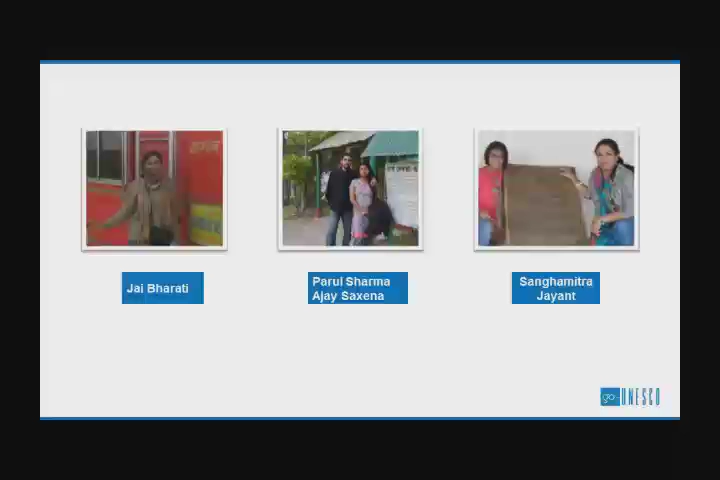 Jai Bharati
Parul Sharma
Ajay Saxena
Sanghamitra
Jayant
go UNESCO